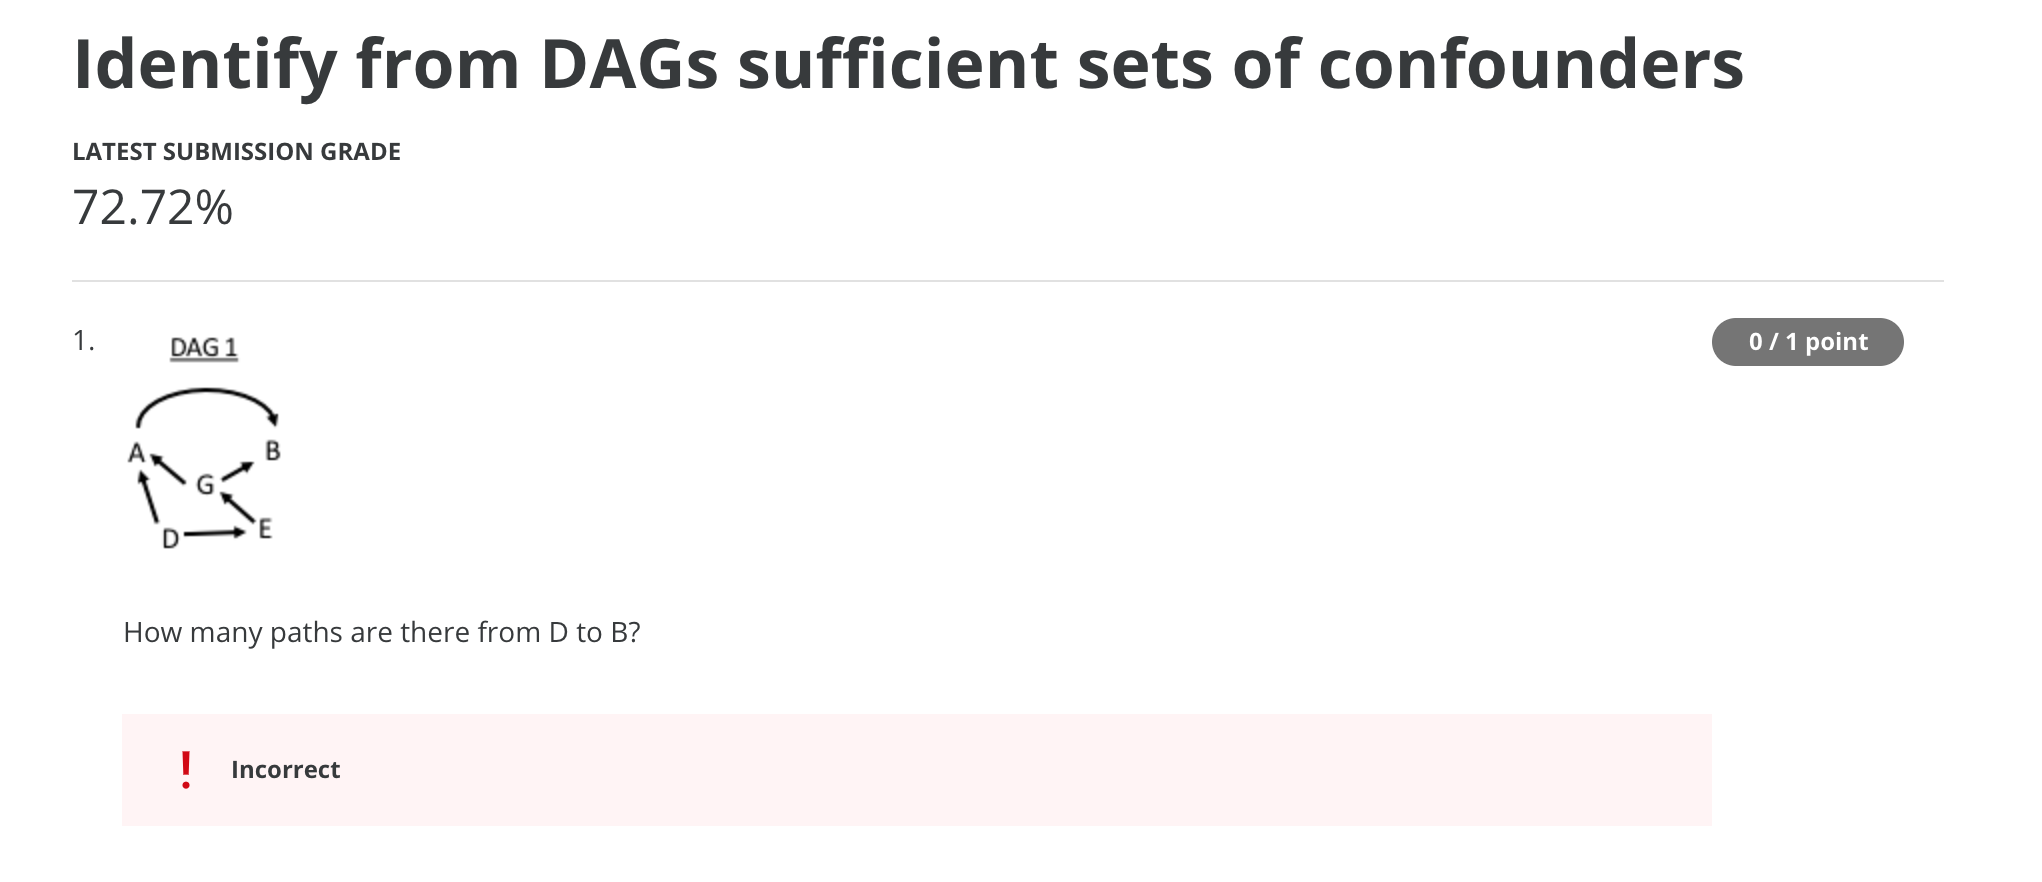 Identify from DAGs sufficient sets of confounders
LATEST SUBMISSION GRADE
72.72%
1.
DAG 1
0 / 1 point
A
B
G
D
E
How many paths are there from D to B?
! Incorrect